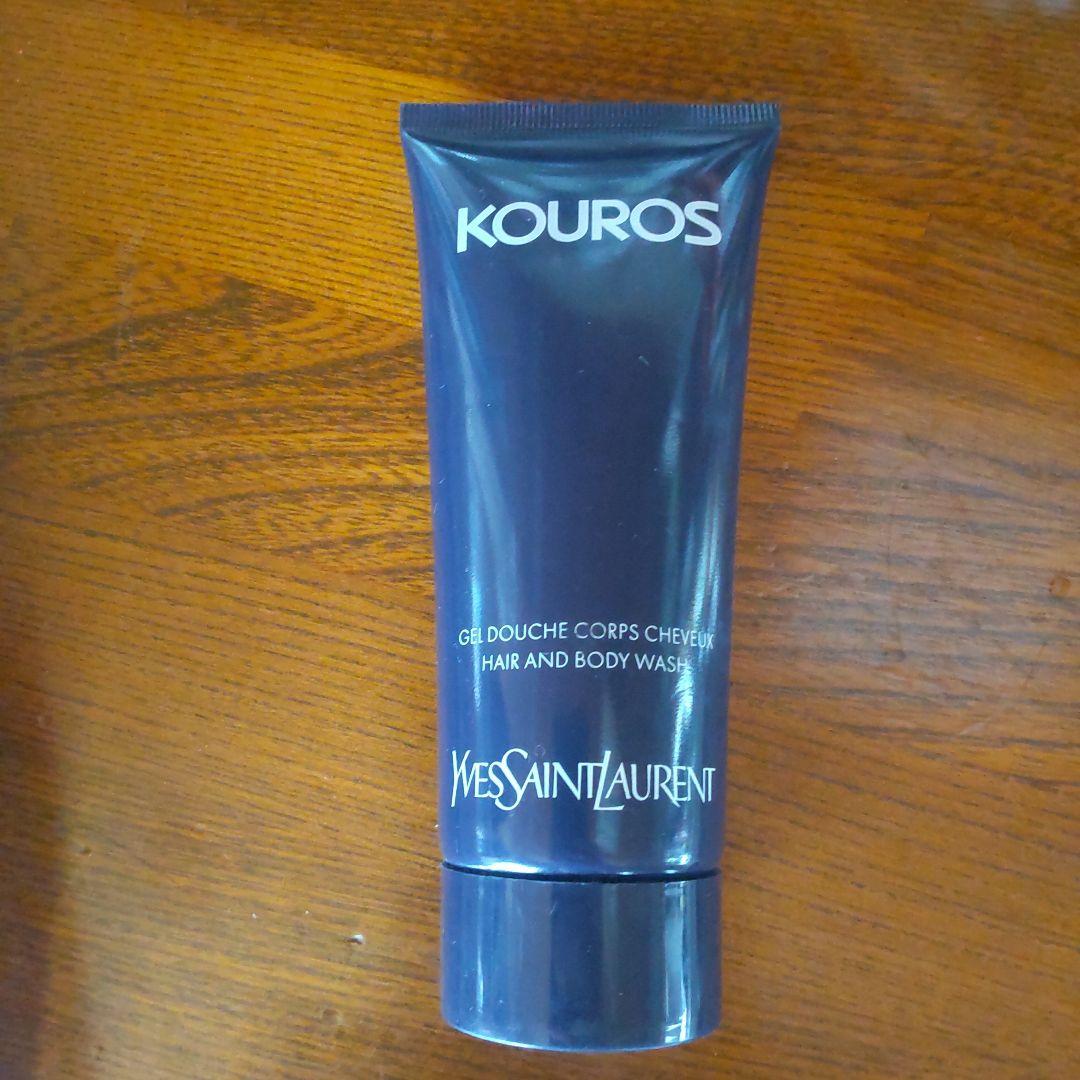 KOUROS
GEL DOUCHE CORPS CHEVEUX
HAIR AND BODY WASH
YVESSAINTLAURENT